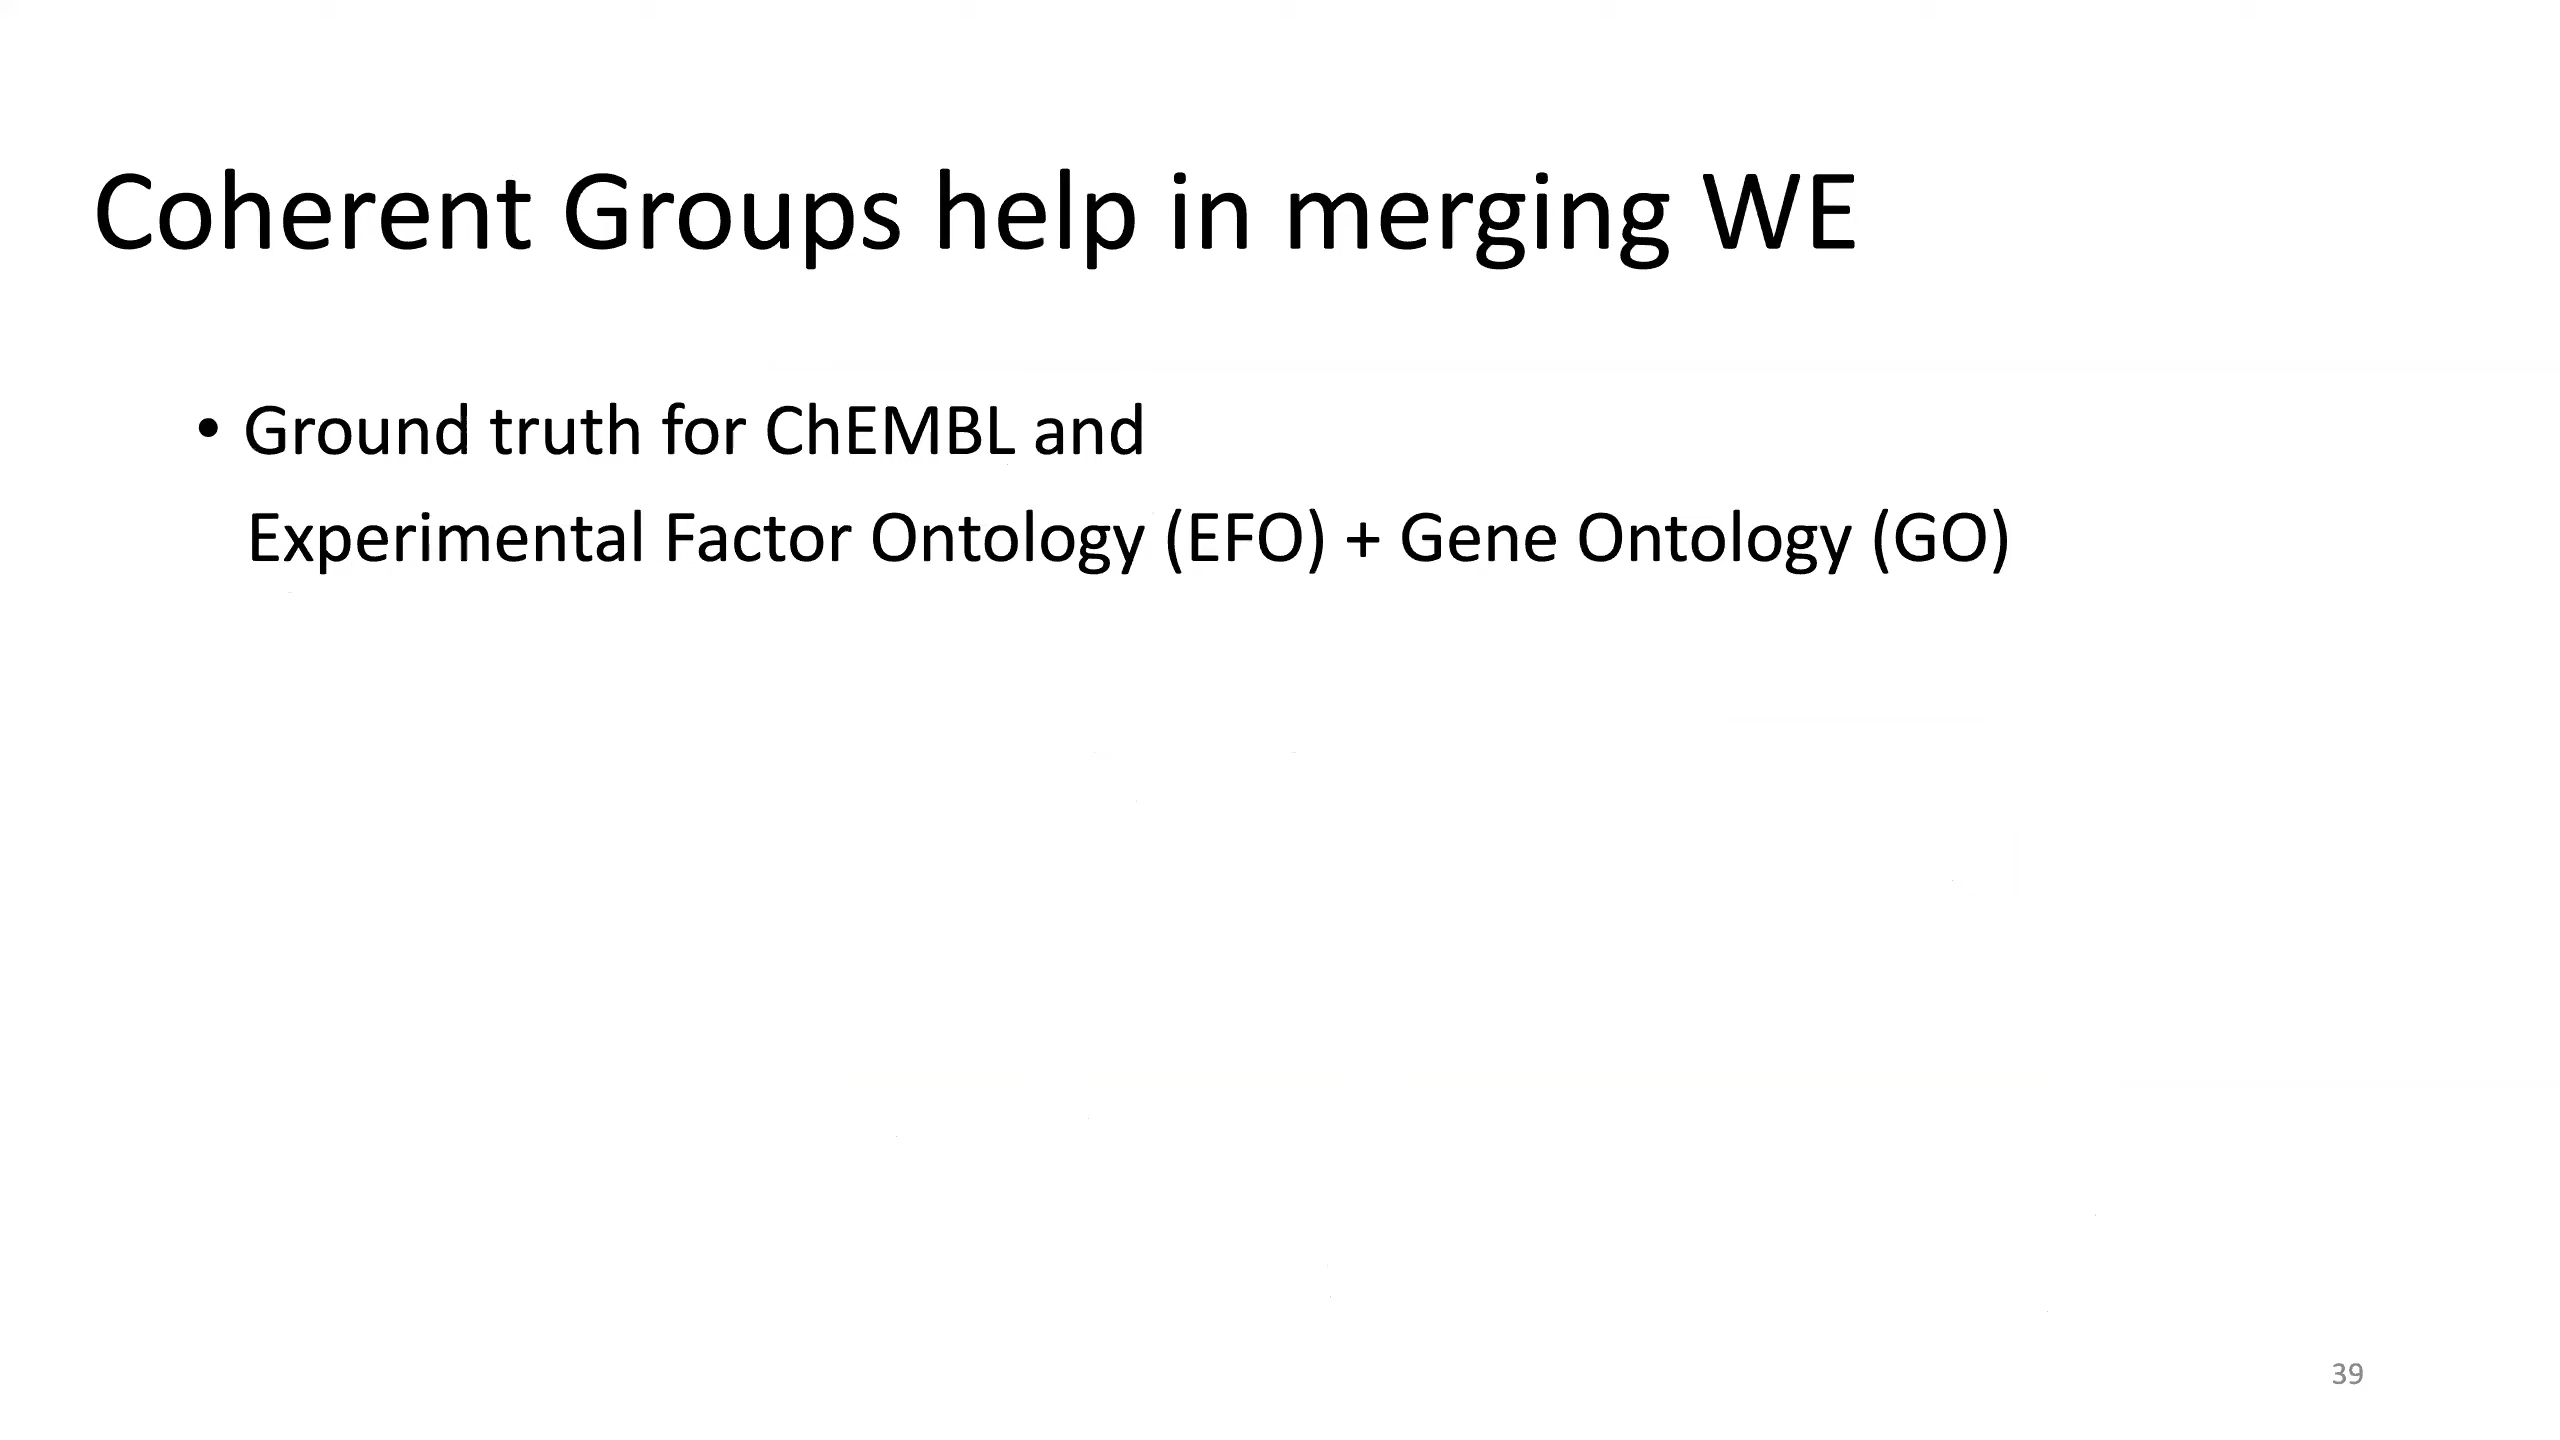 Coherent Groups help in merging WE
• Ground truth for ChEMBL and
Experimental Factor Ontology (EFO) + Gene Ontology (GO)
39